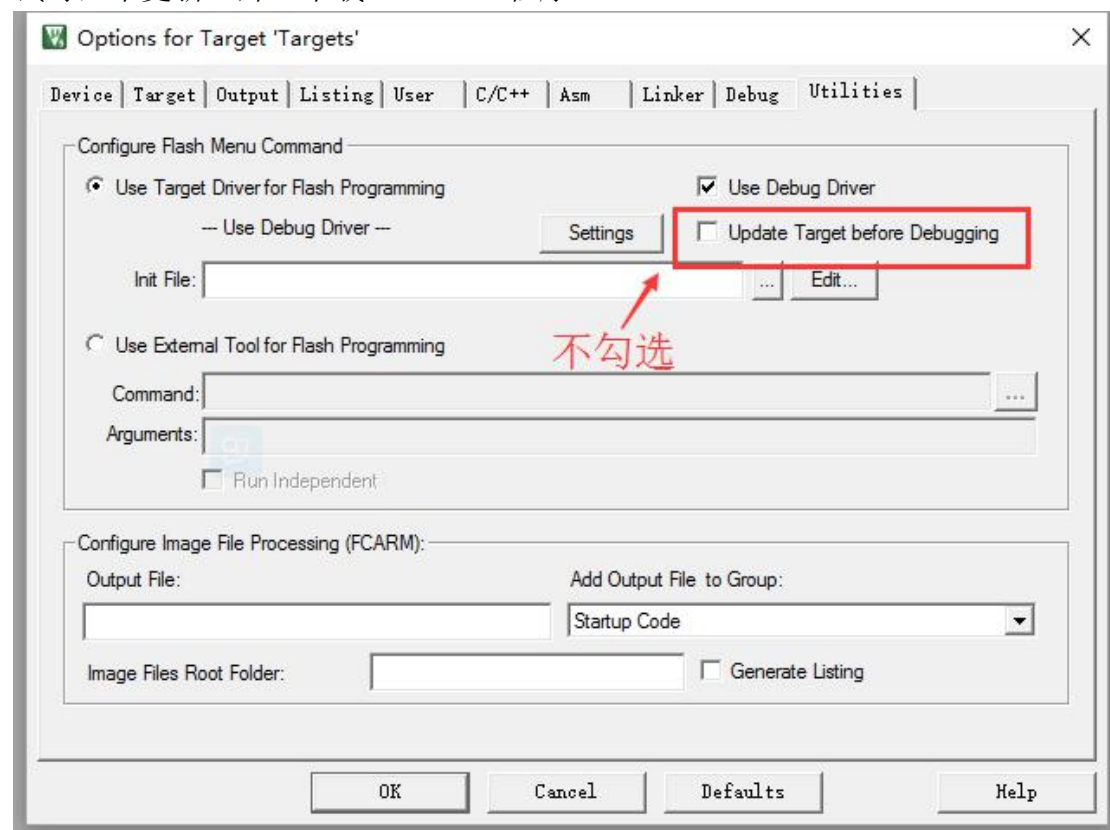 Options for Target 'Targets'
Device Target Output Listing User C/C++ Asm Linker Debug Utilities
Configure Flash Menu Command
Use Target Driver for Flash Programming
Use Debug Driver
--- Use Debug Driver ---
Settings
Update Target before Debugging
Init File:
...
Edit...
Use External Tool for Flash Programming
不勾选
Command:
...
Arguments:
Run Independent
Configure Image File Processing (FCARM):
Output File:
Add Output File to Group:
Startup Code
Image Files Root Folder:
Generate Listing
OK
Cancel
Defaults
Help